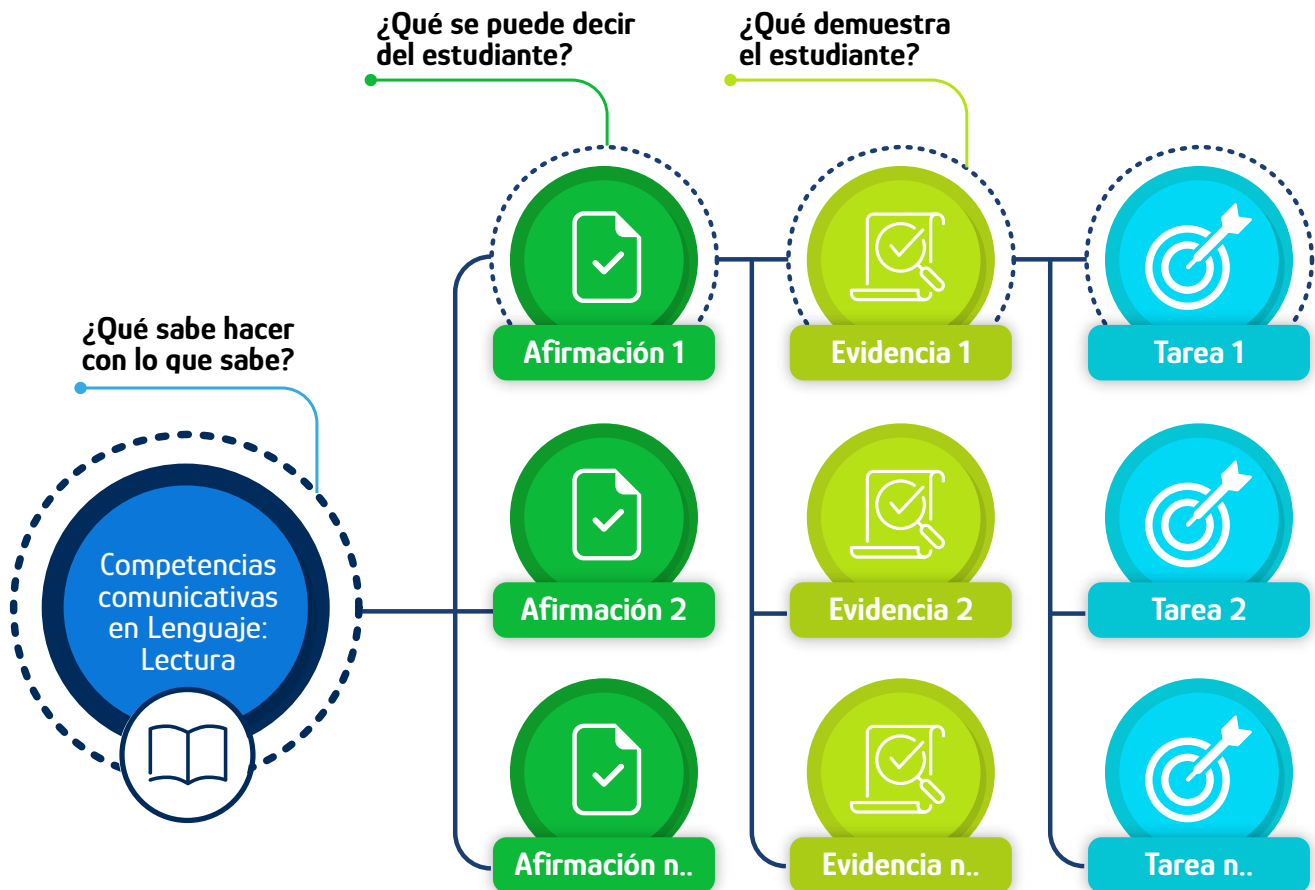 ¿Qué se puede decir
del estudiante?
¿Qué demuestra
el estudiante?
¿Qué sabe hacer
con lo que sabe?
Competencias
comunicativas
en Lenguaje:
Lectura
Afirmación 1
Evidencia 1
Tarea 1
Afirmación 2
Evidencia 2
Tarea 2
Afirmación n..
Evidencia n..
Tarea n..